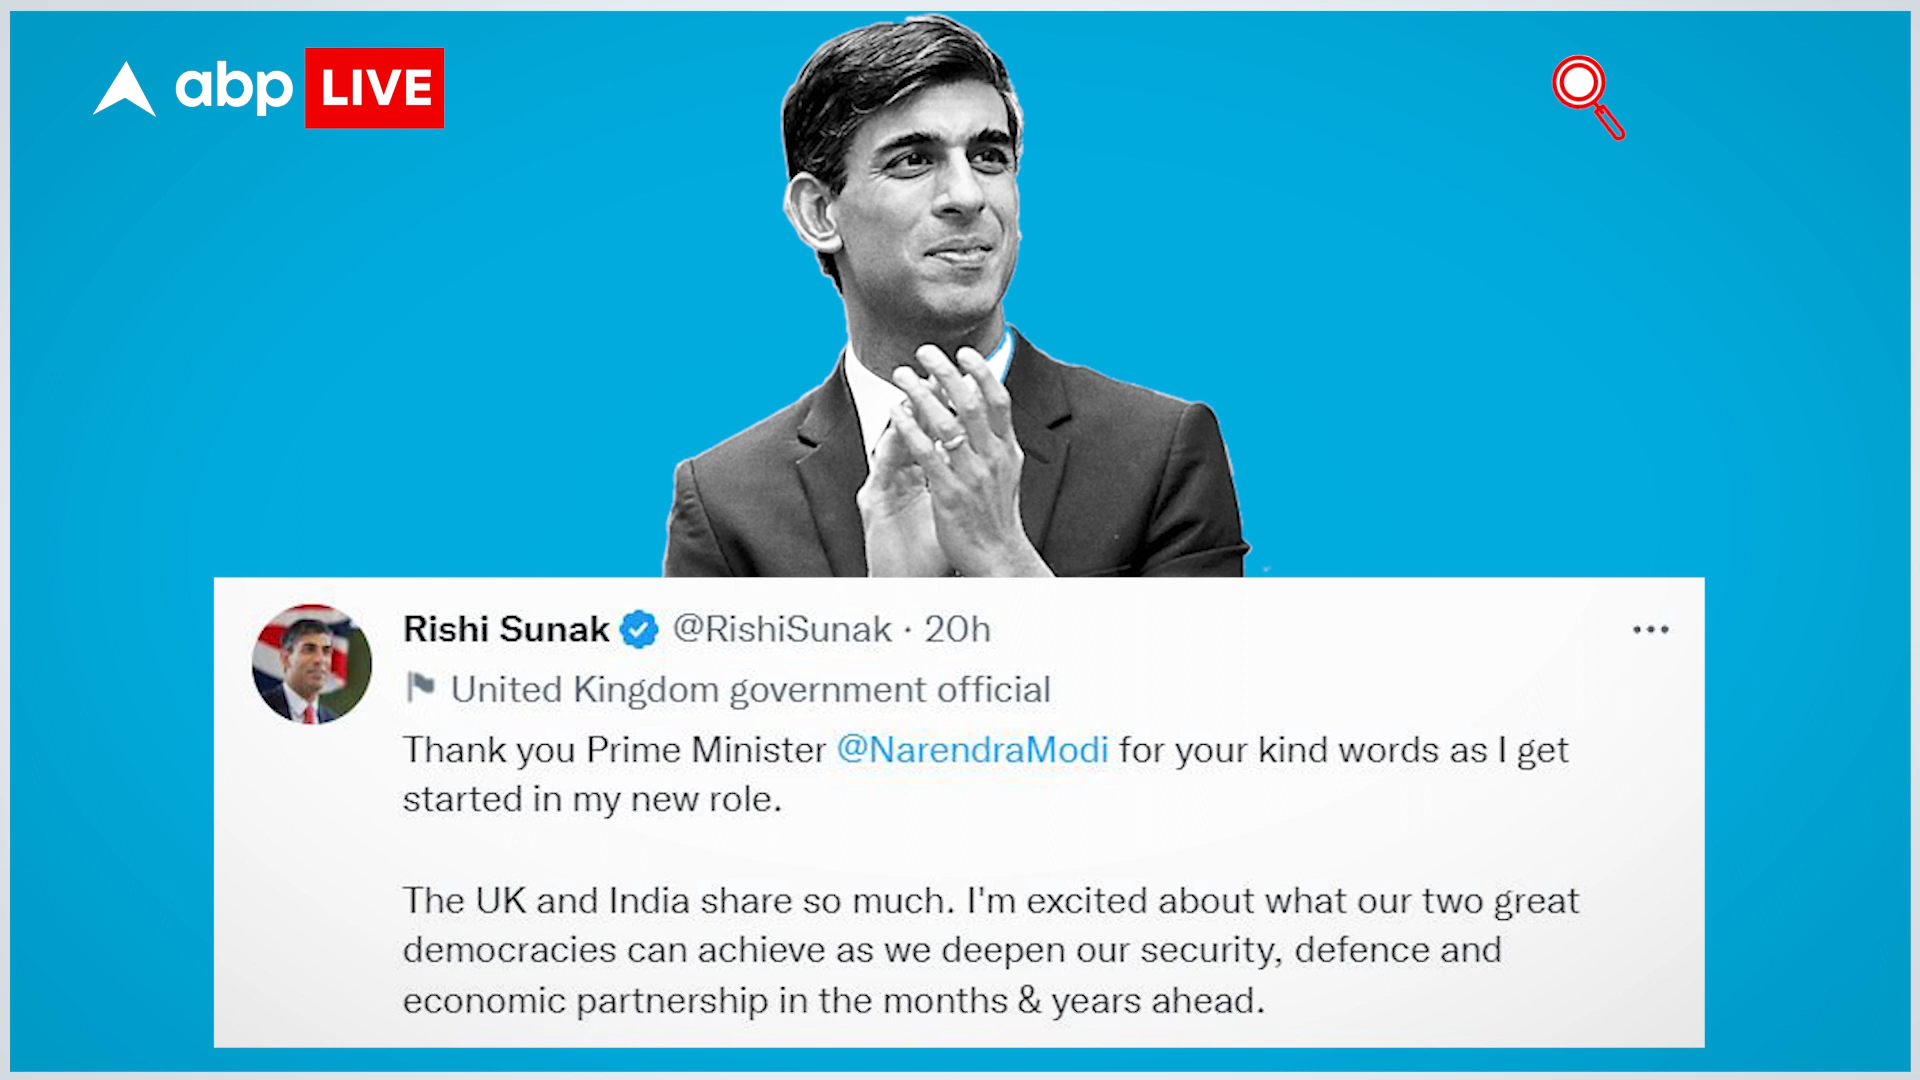 abp LIVE
Rishi Sunak @RishiSunak · 20h
United Kingdom government official
Thank you Prime Minister @NarendraModi for your kind words as I get
started in my new role.
The UK and India share so much. I'm excited about what our two great
democracies can achieve as we deepen our security, defence and
economic partnership in the months & years ahead.